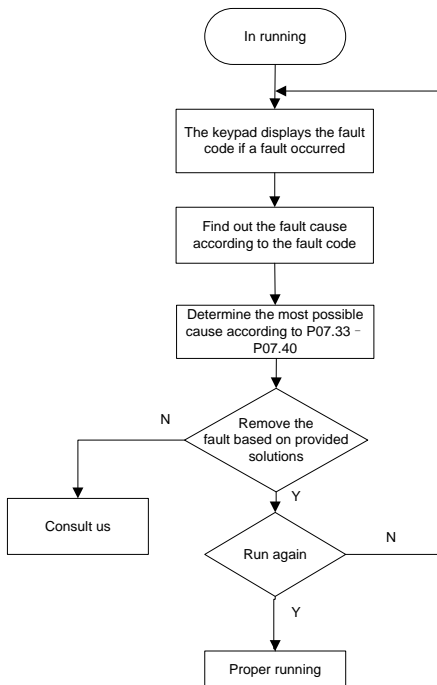 In running
The keypad displays the fault
code if a fault occurred
Find out the fault cause
according to the fault code
Determine the most possible
cause according to P07.33–
P07.40
N
Remove the
fault based on provided
solutions
Y
Consult us
Run again
N
Y
Proper running